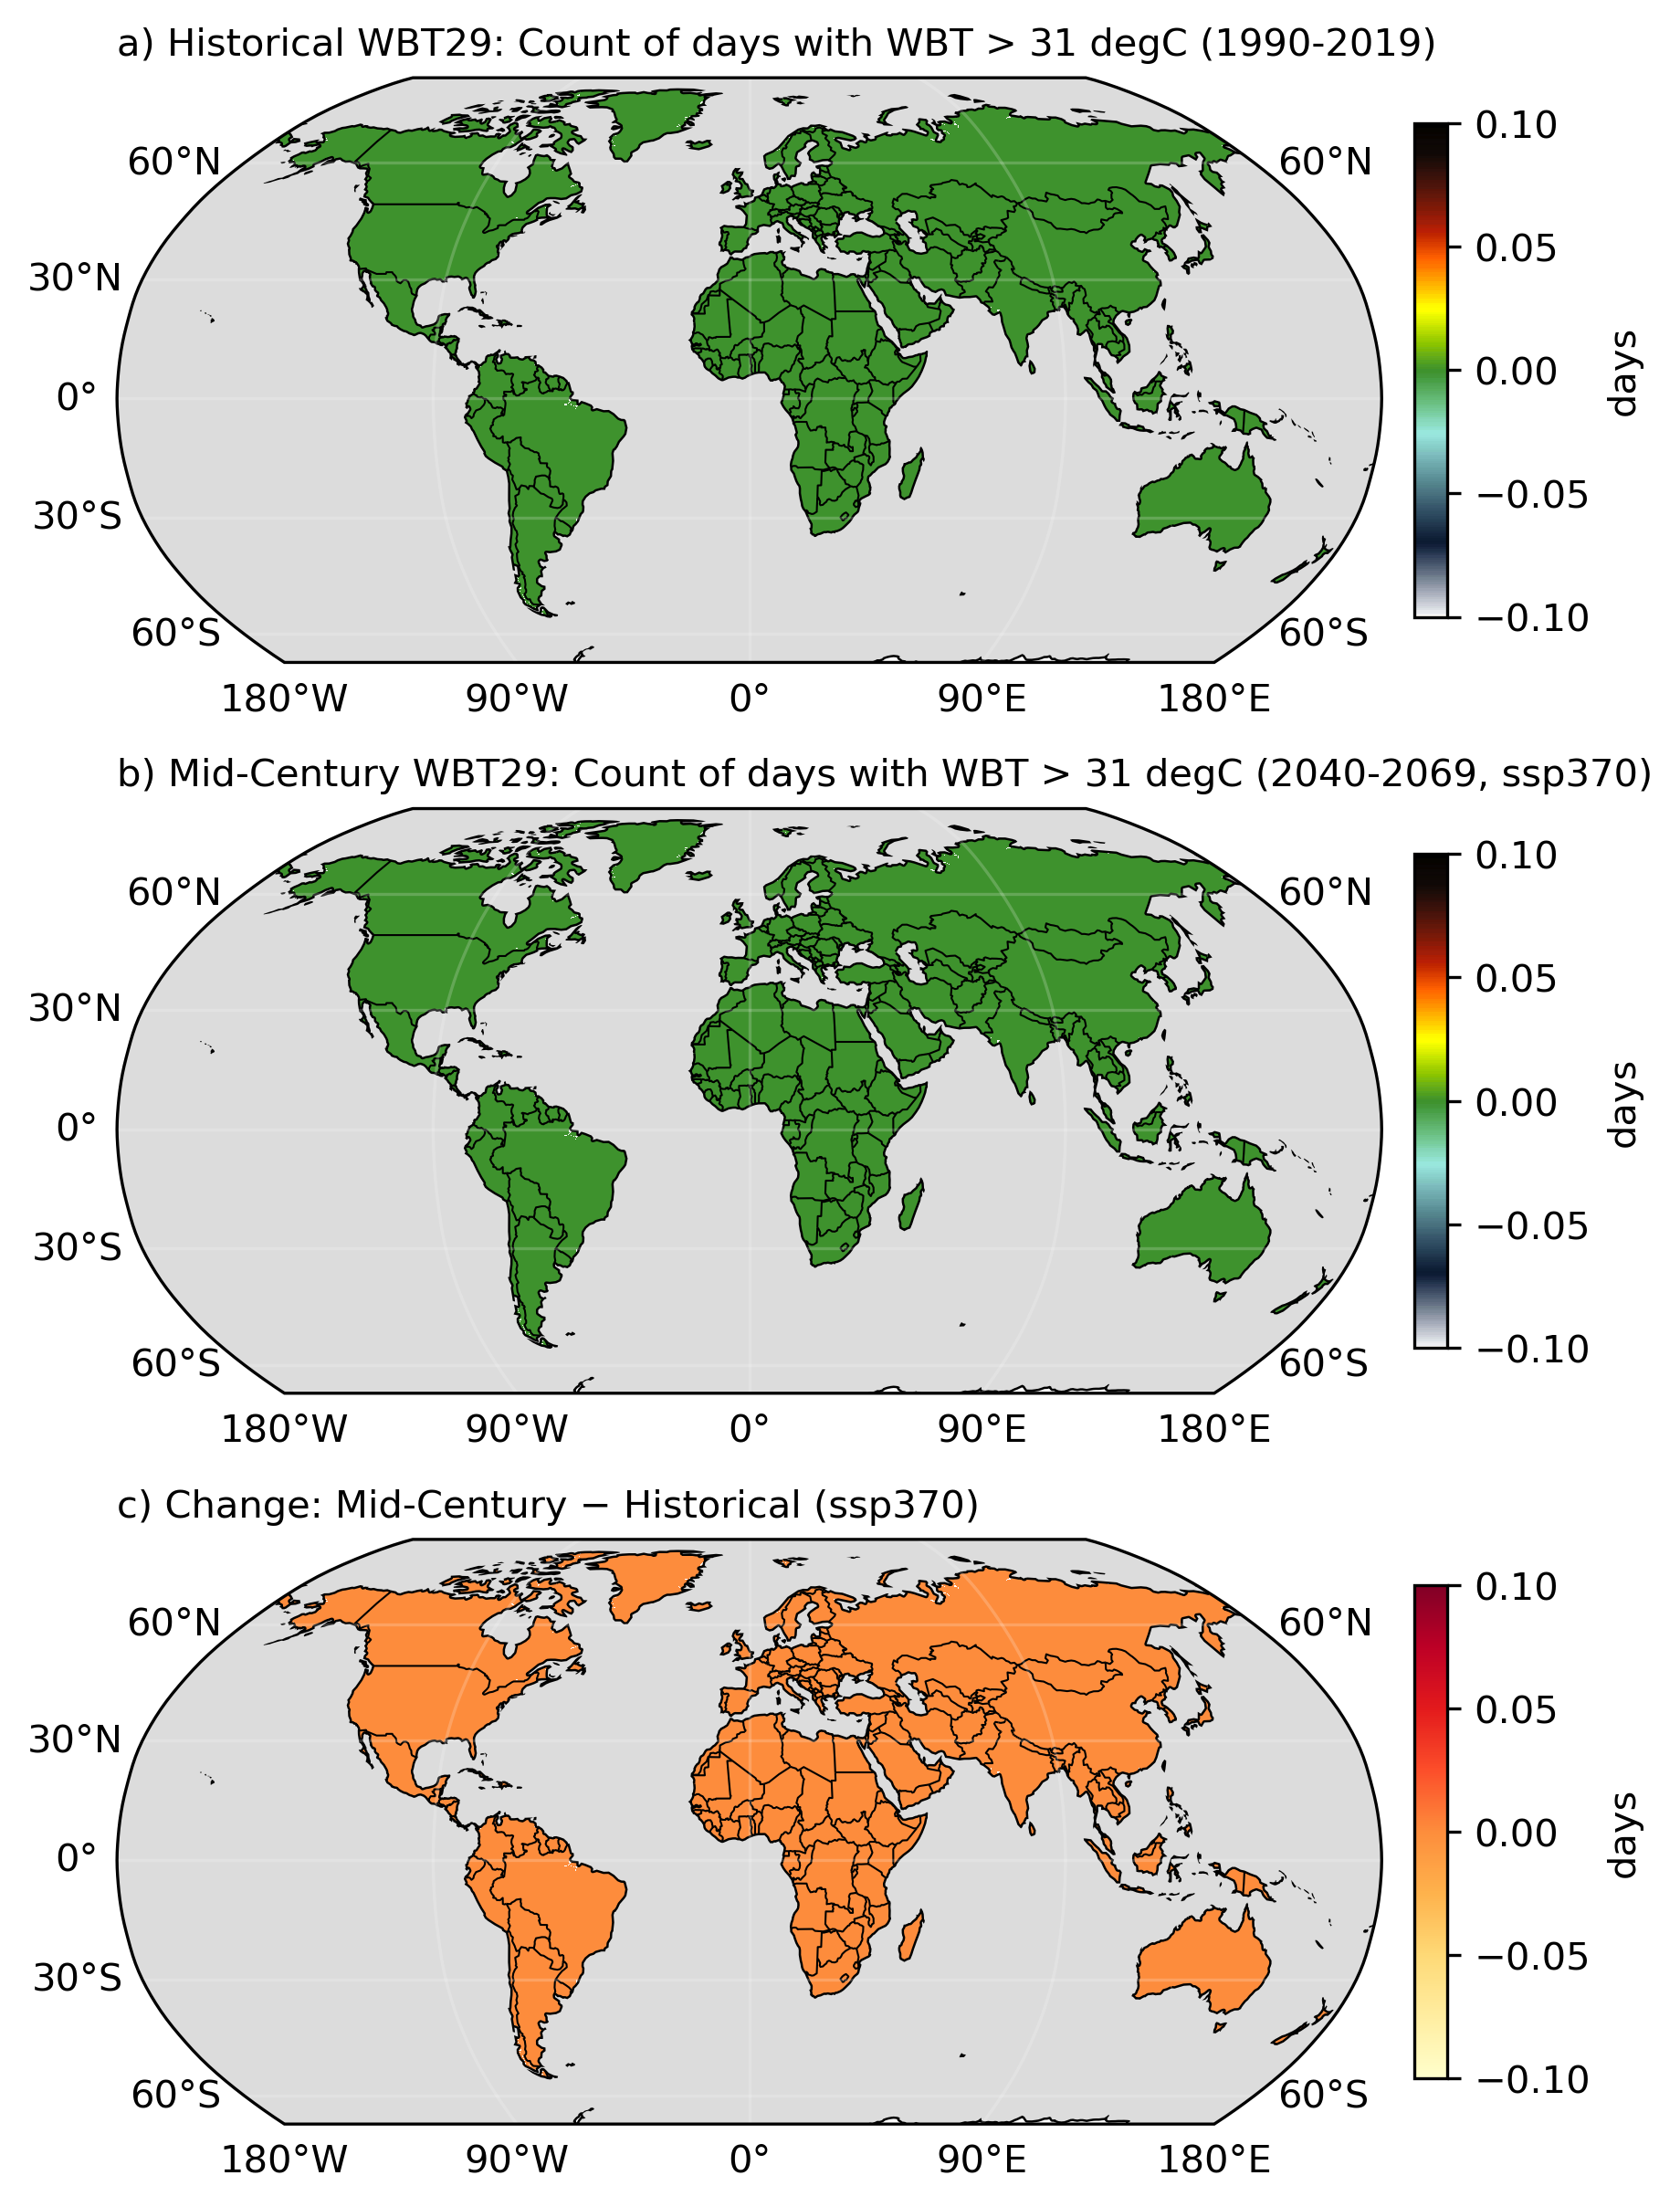 a) Historical WBT29: Count of days with WBT > 31 degC (1990-2019)
60°N
60°N
30°N
0°
30°S
60°S
60°S
180°W 90°W 0° 90°E 180°E
0.10
0.05
0.00
−0.05
−0.10
days
b) Mid-Century WBT29: Count of days with WBT > 31 degC (2040-2069, ssp370)
60°N
60°N
30°N
0°
30°S
60°S
60°S
180°W 90°W 0° 90°E 180°E
0.10
0.05
0.00
−0.05
−0.10
days
c) Change: Mid-Century − Historical (ssp370)
60°N
60°N
30°N
0°
30°S
60°S
60°S
180°W 90°W 0° 90°E 180°E
0.10
0.05
0.00
−0.05
−0.10
days